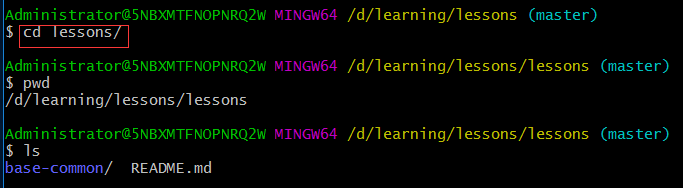 Administrator@5NBXMTFNOPNRQ2W MINGW64 /d/learning/lessons (master)
$ cd lessons/
Administrator@5NBXMTFNOPNRQ2W MINGW64 /d/learning/lessons/lessons (master)
$ pwd
/d/learning/lessons/lessons
Administrator@5NBXMTFNOPNRQ2W MINGW64 /d/learning/lessons/lessons (master)
$ ls
base-common/  README.md